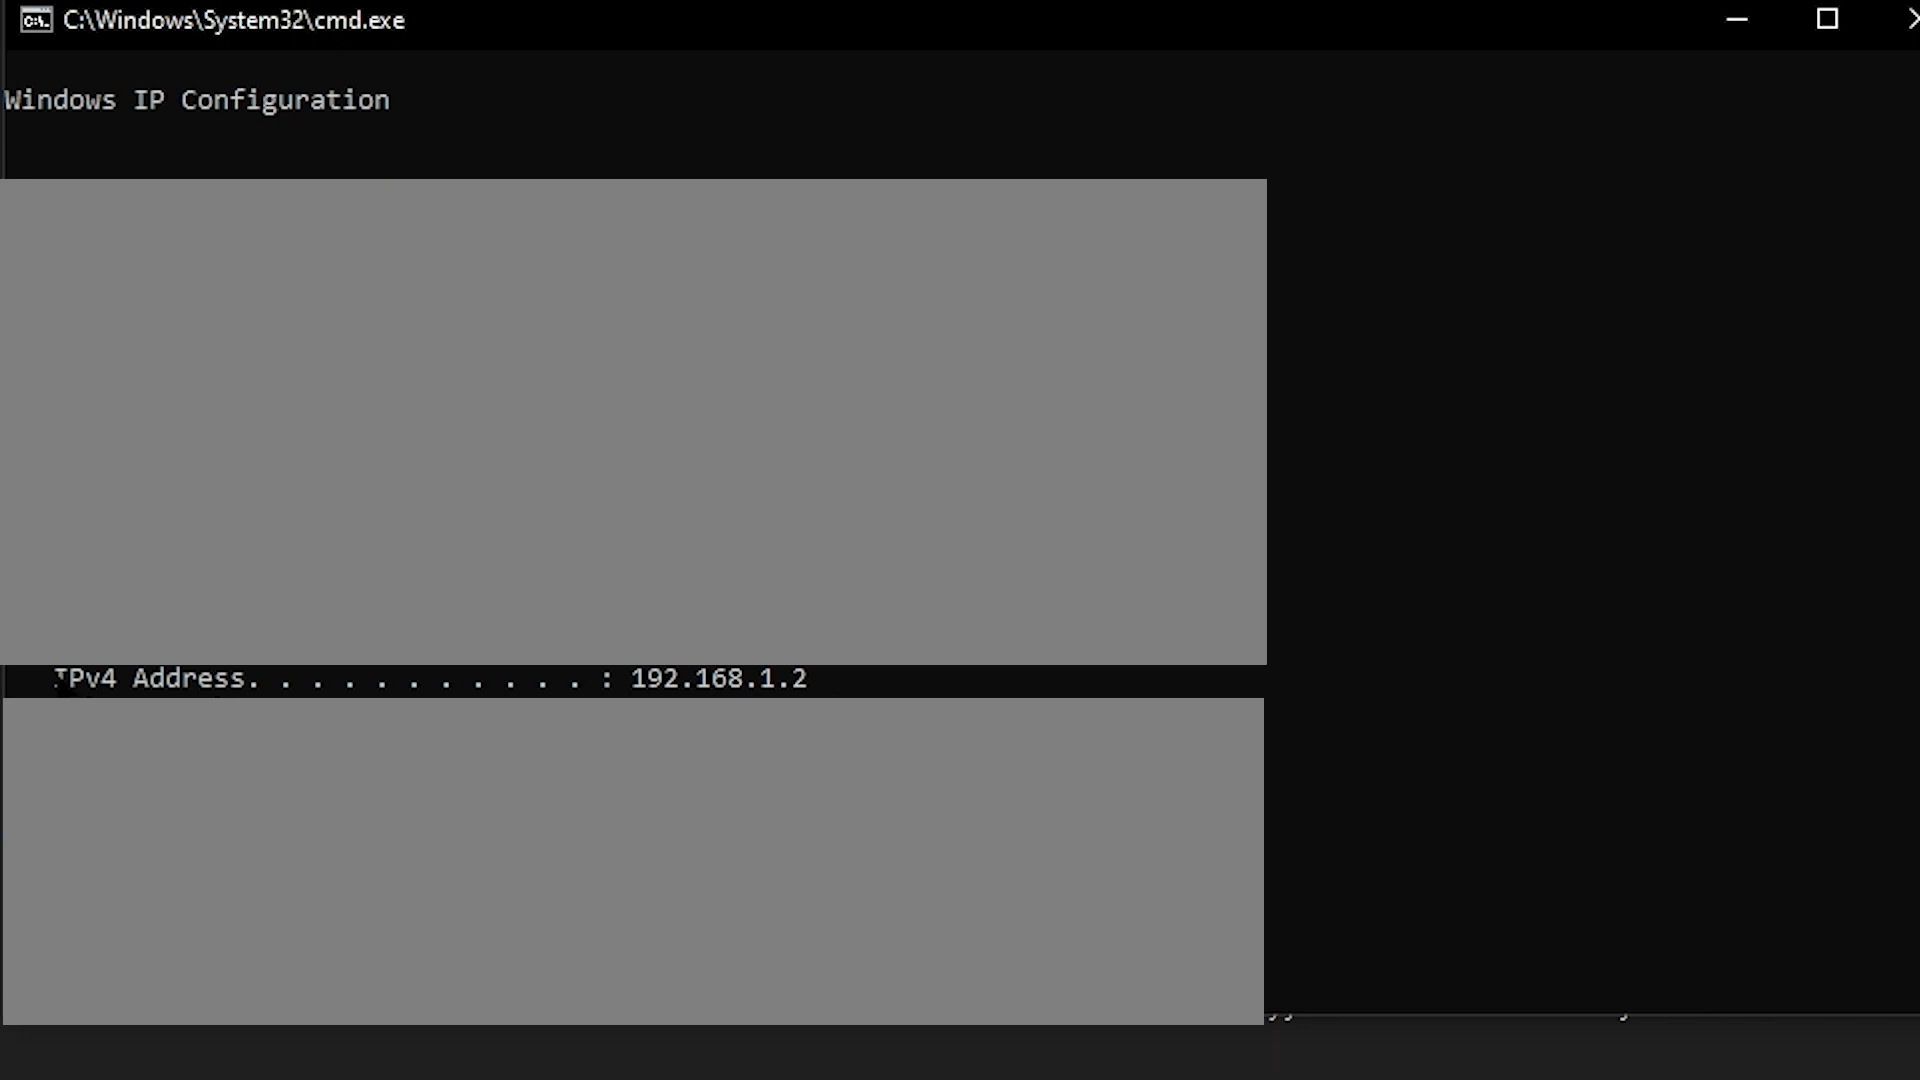 C:\Windows\System32\cmd.exe
Windows IP Configuration
IPv4 Address. . . . . . . . . . . : 192.168.1.2